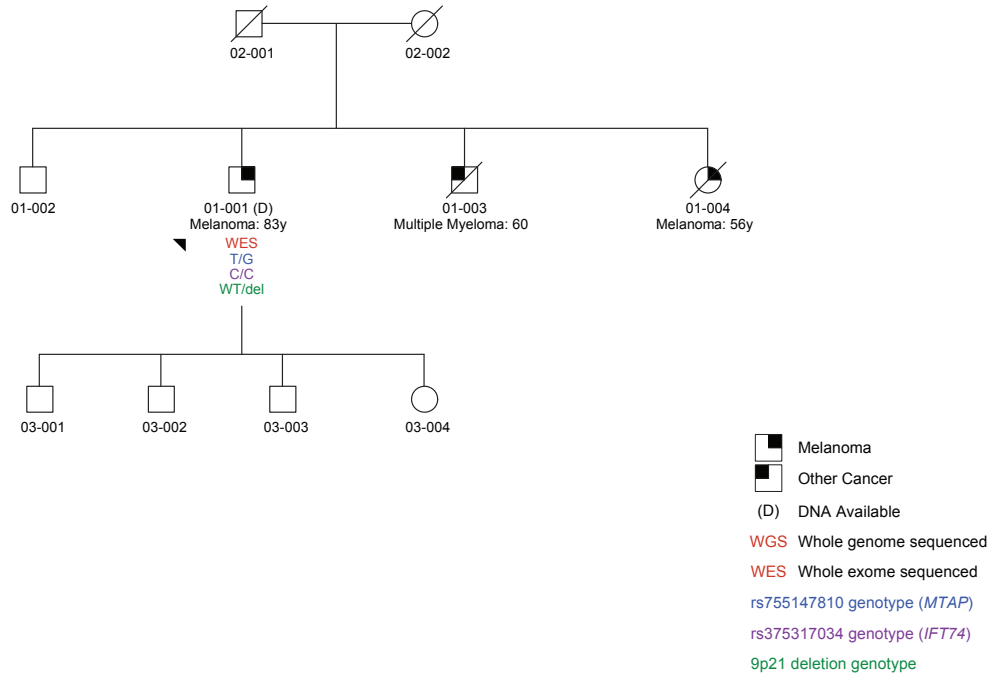 02-001
02-002
01-002
01-001 (D)
Melanoma: 83y
WES
T/G
C/C
WT/del
01-003
Multiple Myeloma: 60
01-004
Melanoma: 56y
03-001
03-002
03-003
03-004
Melanoma
Other Cancer
(D) DNA Available
WGS Whole genome sequenced
WES Whole exome sequenced
rs755147810 genotype (MTAP)
rs375317034 genotype (IFT74)
9p21 deletion genotype